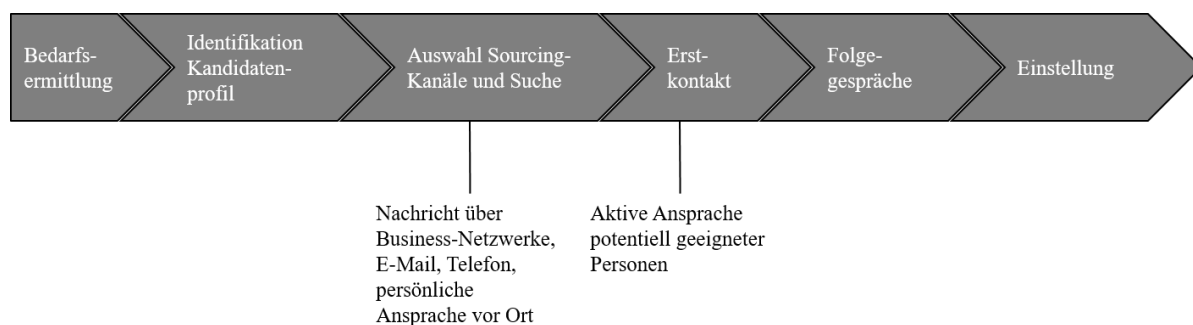 Bedarfs-
ermittlung
Identifikation
Kandidaten-
profil
Auswahl Sourcing-
Kanäle und Suche
Erst-
kontakt
Folge-
gespräche
Einstellung
Nachricht über
Business-Netzwerke,
E-Mail, Telefon,
persönliche
Ansprache vor Ort
Aktive Ansprache
potentiell geeigneter
Personen